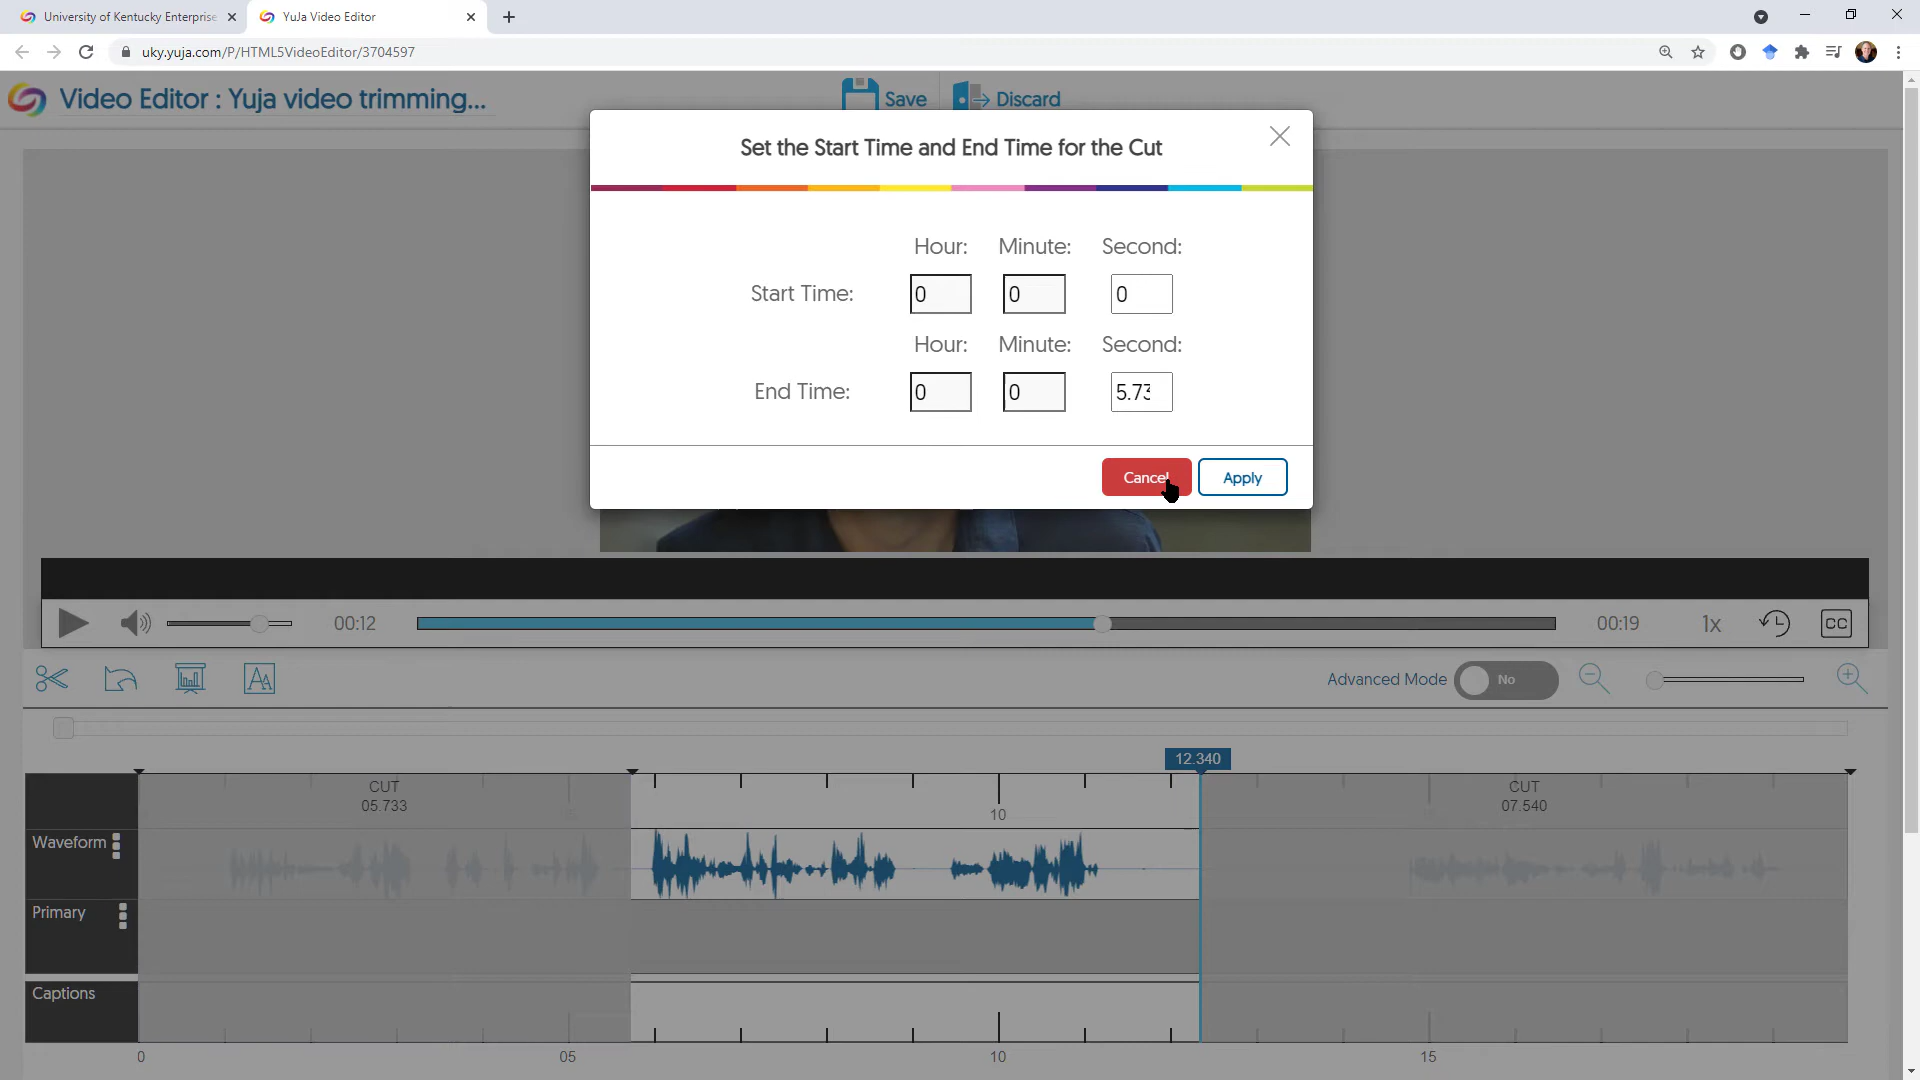 University of Kentucky Enterprise
YuJa Video Editor
uky.yuja.com/P/HTML5VideoEditor/3704597
Video Editor : Yuja video trimming...
Save
Discard
Set the Start Time and End Time for the Cut
Hour: Minute: Second:
Start Time: 0 0 0
Hour: Minute: Second:
End Time: 0 0 5.73
Cancel Apply
00:12 00:19 1x CC
AA
Advanced Mode No
12.340
CUT
05.733
10
CUT
07.540
Waveform
Primary
Captions
0 05 10 15